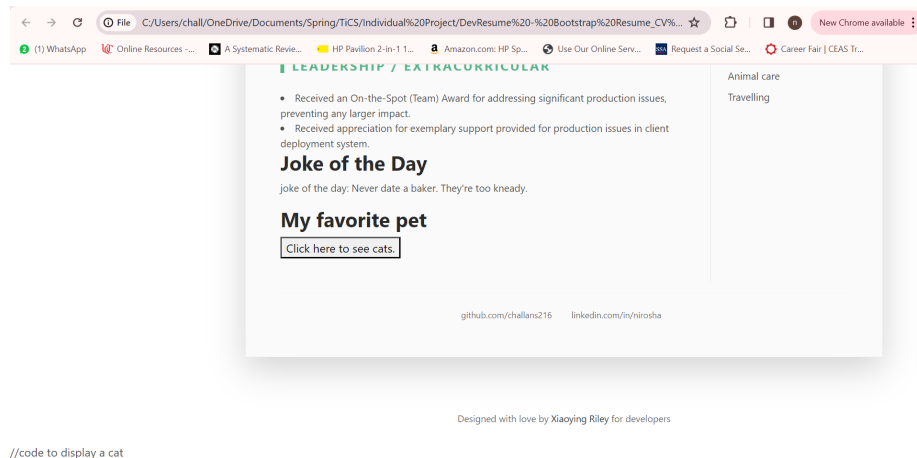 File C:/Users/chall/OneDrive/Documents/Spring/TiCS/Individual%20Project/DevResume%20-%20Bootstrap%20Resume_CV%... n New Chrome available
2 (1) WhatsApp Online Resources -... A Systematic Revie... HP Pavilion 2-in-1 1... a Amazon.com: HP Sp... Use Our Online Serv... SSA Request a Social Se... Career Fair | CEAS Tr...
LEADERSHIP / EXTRACURRICULAR
• Received an On-the-Spot (Team) Award for addressing significant production issues,
preventing any larger impact.
• Received appreciation for exemplary support provided for production issues in client
deployment system.
Joke of the Day
joke of the day: Never date a baker. They're too kneady.
My favorite pet
Click here to see cats.
Animal care
Travelling
github.com/challans216 linkedin.com/in/nirosha
Designed with love by Xiaoying Riley for developers
//code to display a cat